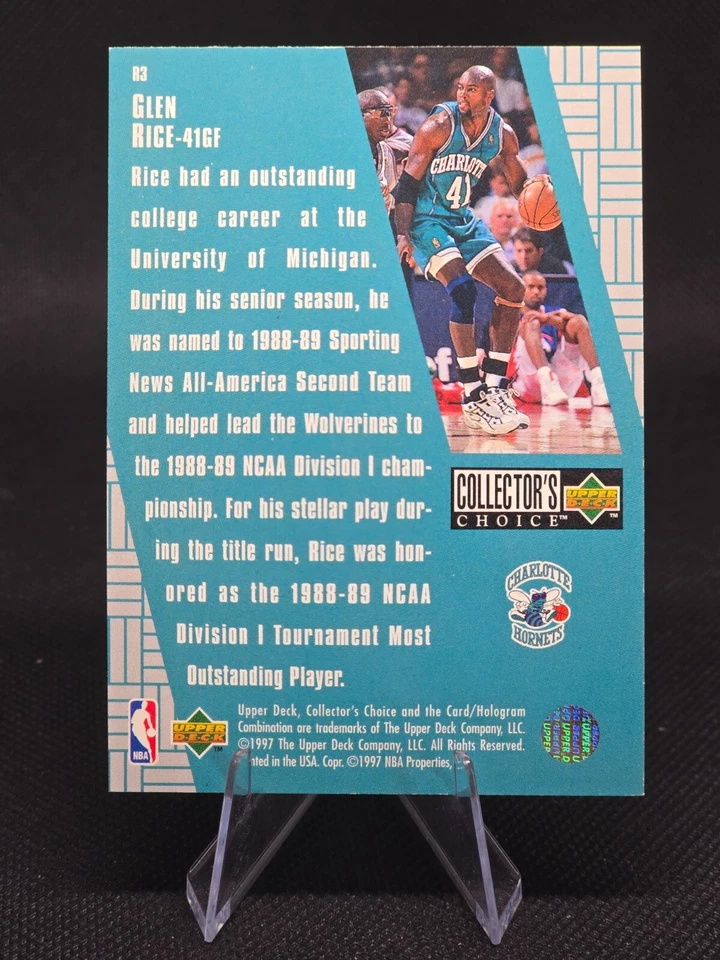 R3
GLEN
RICE-41GF
Rice had an outstanding
college career at the
University of Michigan.
During his senior season, he
was named to 1988-89 Sporting
News All-America Second Team
and helped lead the Wolverines to
the 1988-89 NCAA Division I cham-
pionship. For his stellar play dur-
ing the title run, Rice was hon-
ored as the 1988-89 NCAA
Division I Tournament Most
Outstanding Player.
CHARLOTTE
41
COLLECTOR'S
CHOICE™
UPPER
DECK™
CHARLOTTE
HORNETS
NBA
UPPER
DECK™
Upper Deck, Collector's Choice and the Card/Hologram
Combination are trademarks of The Upper Deck Company, LLC.
©1997 The Upper Deck Company, LLC. All Rights Reserved.
nted in the USA. Copr. ©1997 NBA Properties,
UPPER